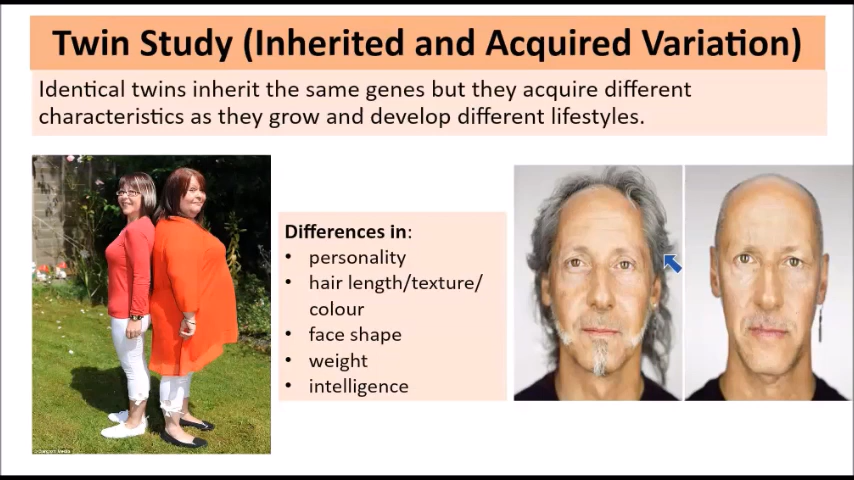 Twin Study (Inherited and Acquired Variation)
Identical twins inherit the same genes but they acquire different
characteristics as they grow and develop different lifestyles.
Differences in:
• personality
• hair length/texture/
colour
• face shape
• weight
• intelligence